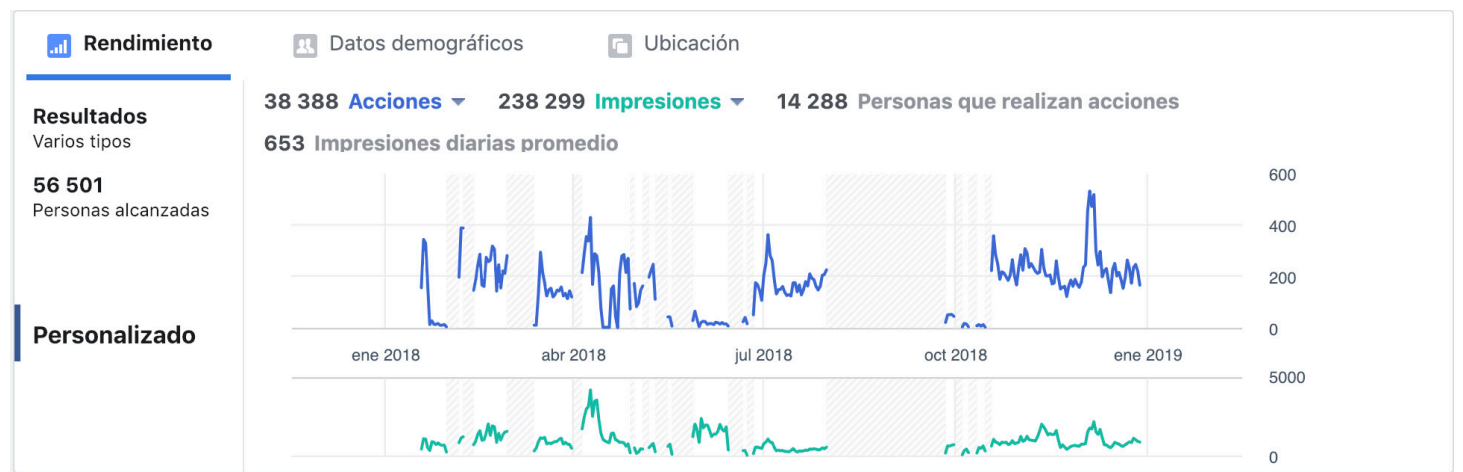 Rendimiento Datos demográficos Ubicación
Resultados
Varios tipos
56 501
Personas alcanzadas
Personalizado
38 388 Acciones 238 299 Impresiones 14 288 Personas que realizan acciones
653 Impresiones diarias promedio
600
400
200
0
ene 2018 abr 2018 jul 2018 oct 2018 ene 2019
5000
0